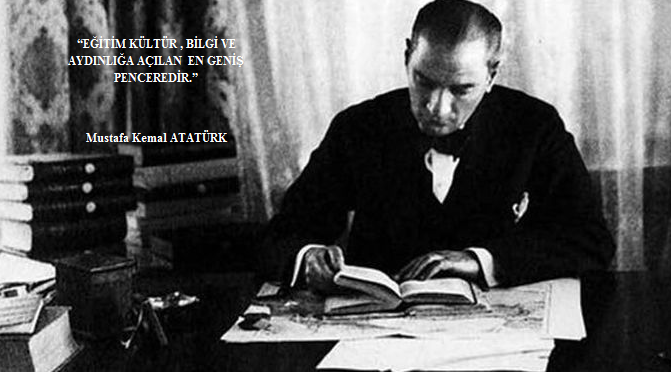 “EĞİTİM KÜLTÜR , BİLGİ VE
AYDINLIĞA AÇILAN EN GENİŞ
PENCEREDİR.”
Mustafa Kemal ATATÜRK